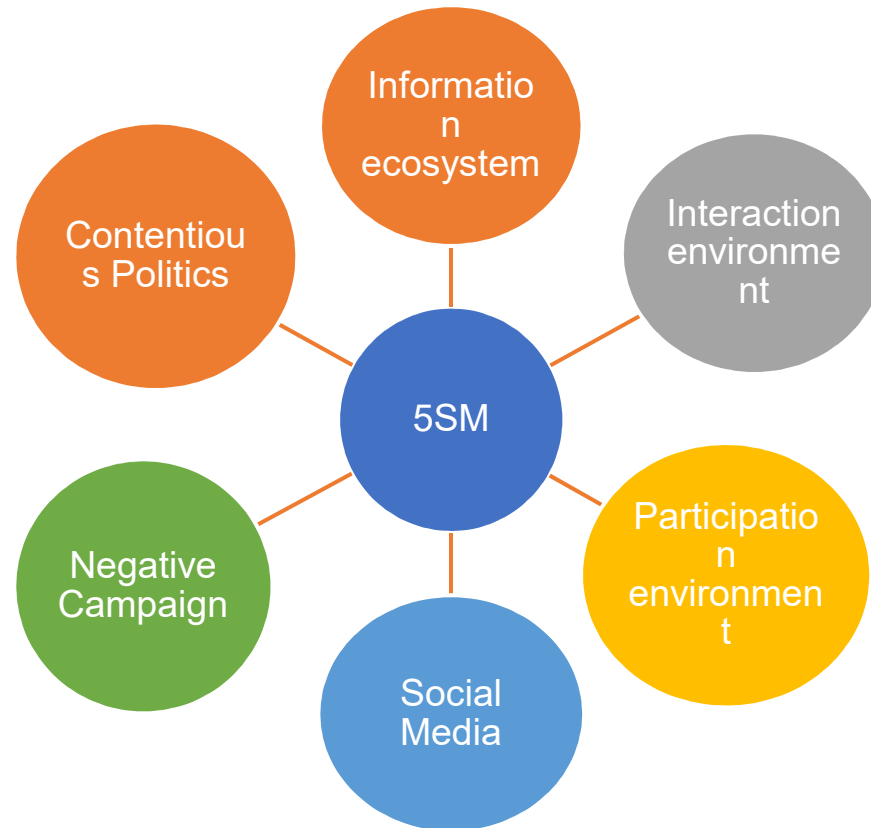 Informatio
n
ecosystem
Interaction
environme
nt
Contentiou
s Politics
5SM
Participatio
n
environmen
t
Negative
Campaign
Social
Media